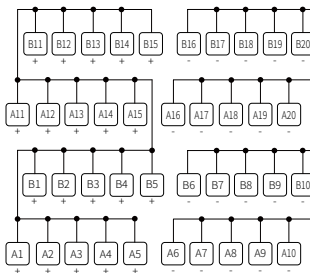 B11 B12 B13 B14 B15 B16 B17 B18 B19 B20
+ + + + + - - - - -
A11 A12 A13 A14 A15 A16 A17 A18 A19 A20
+ + + + + - - - - -
B1 B2 B3 B4 B5 B6 B7 B8 B9 B10
+ + + + + - - - - -
A1 A2 A3 A4 A5 A6 A7 A8 A9 A10
+ + + + + - - - - -